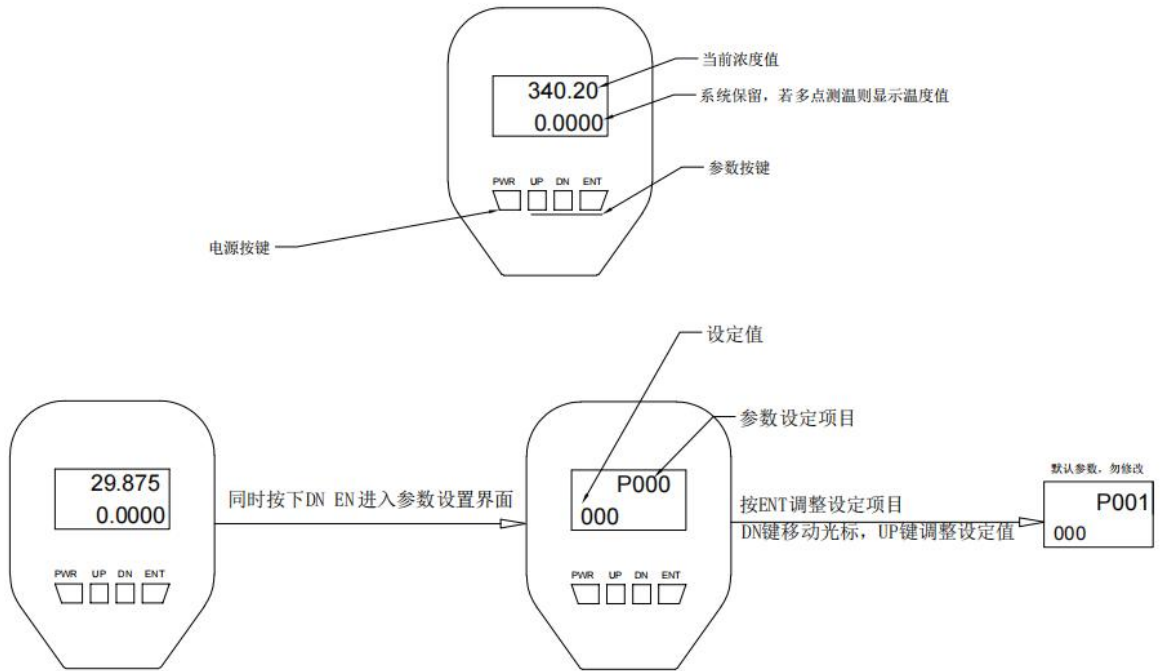 340.20
0.0000
当前浓度值
系统保留，若多点测温则显示温度值
PWR UP DN ENT
参数按键
电源按键
设定值
参数设定项目
29.875
0.0000
PWR UP DN ENT
同时按下DN EN进入参数设置界面
P000
000
PWR UP DN ENT
按ENT调整设定项目
DN键移动光标，UP键调整设定值
默认参数，勿修改
P001
000